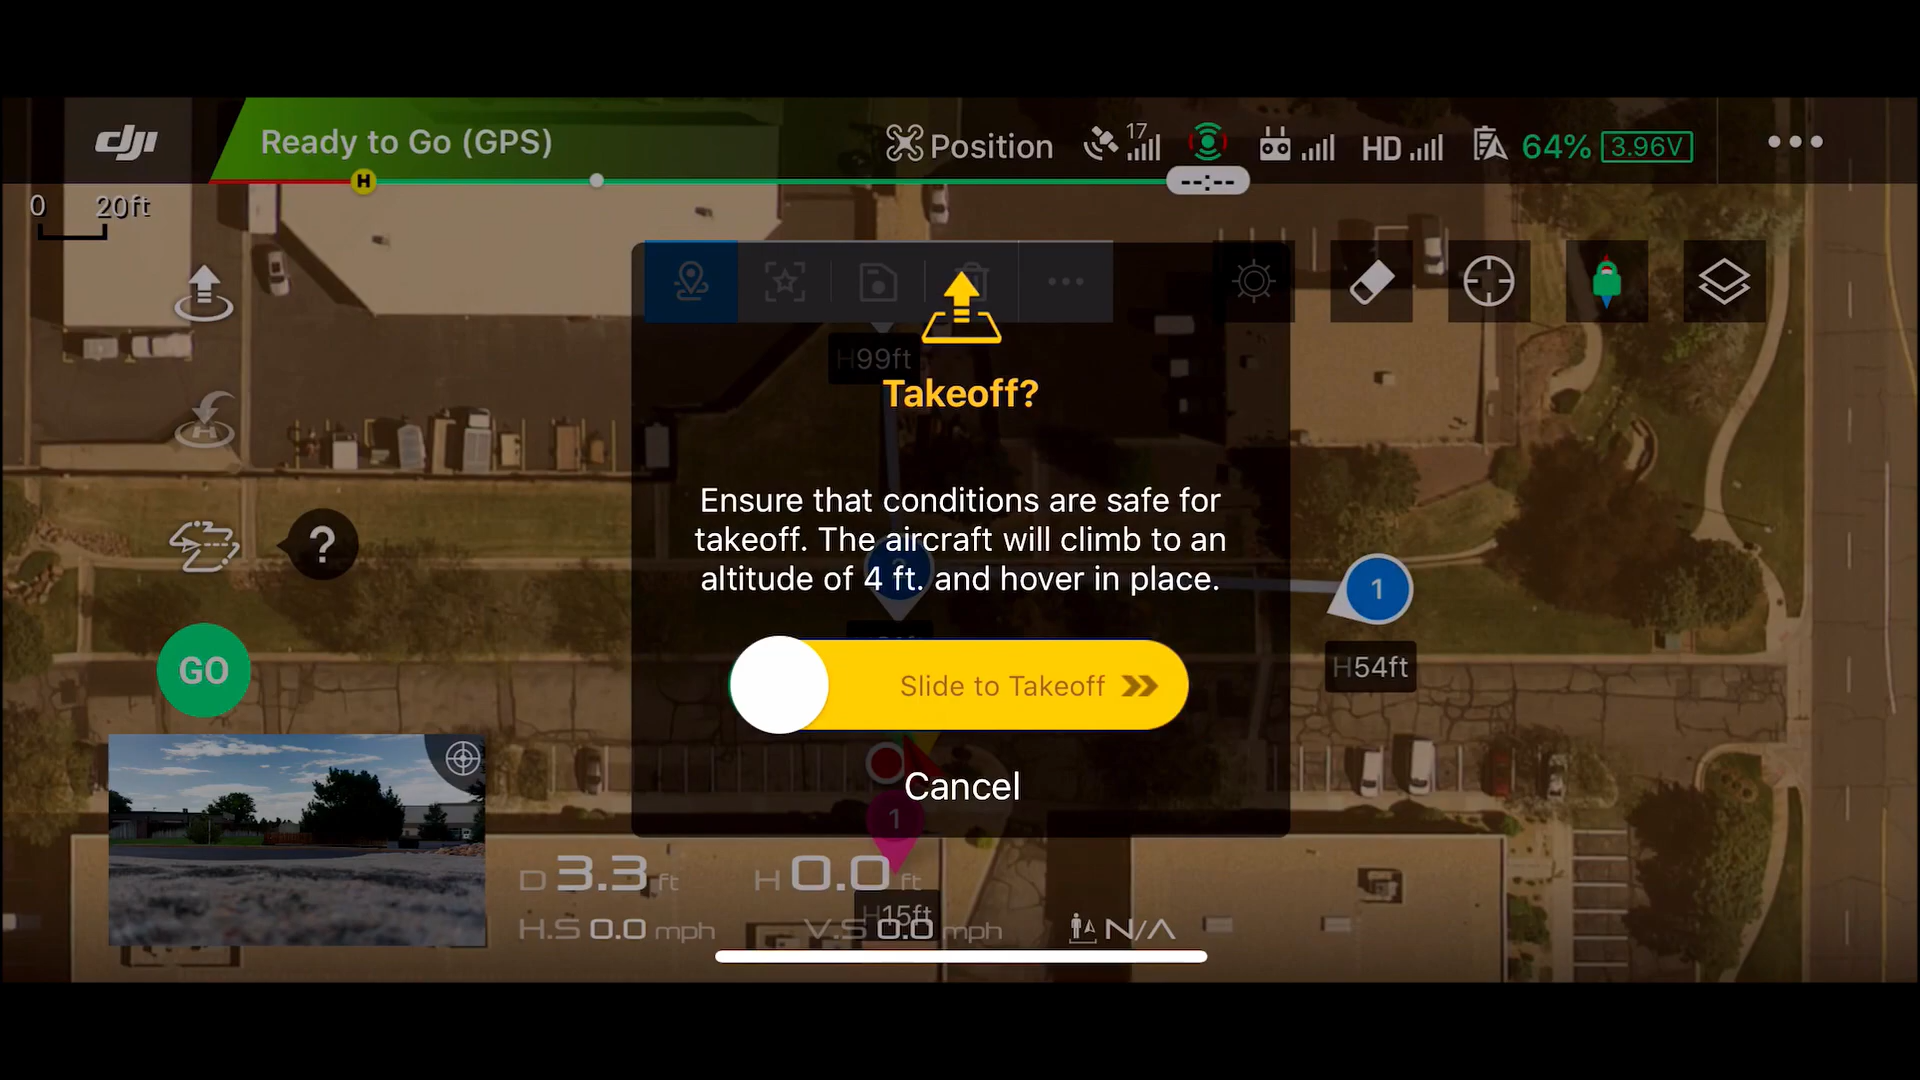 dji
Ready to Go (GPS)
Position
17
HD
64%
3.96V
H
--:--
0 20ft
H99ft
Takeoff?
Ensure that conditions are safe for
takeoff. The aircraft will climb to an
altitude of 4 ft. and hover in place.
?
1
H54ft
GO
Slide to Takeoff
Cancel
1
D 3.3 ft
H 0.0 ft
H15ft
H.S 0.0 mph
V.S 0.0 mph
N/A
H